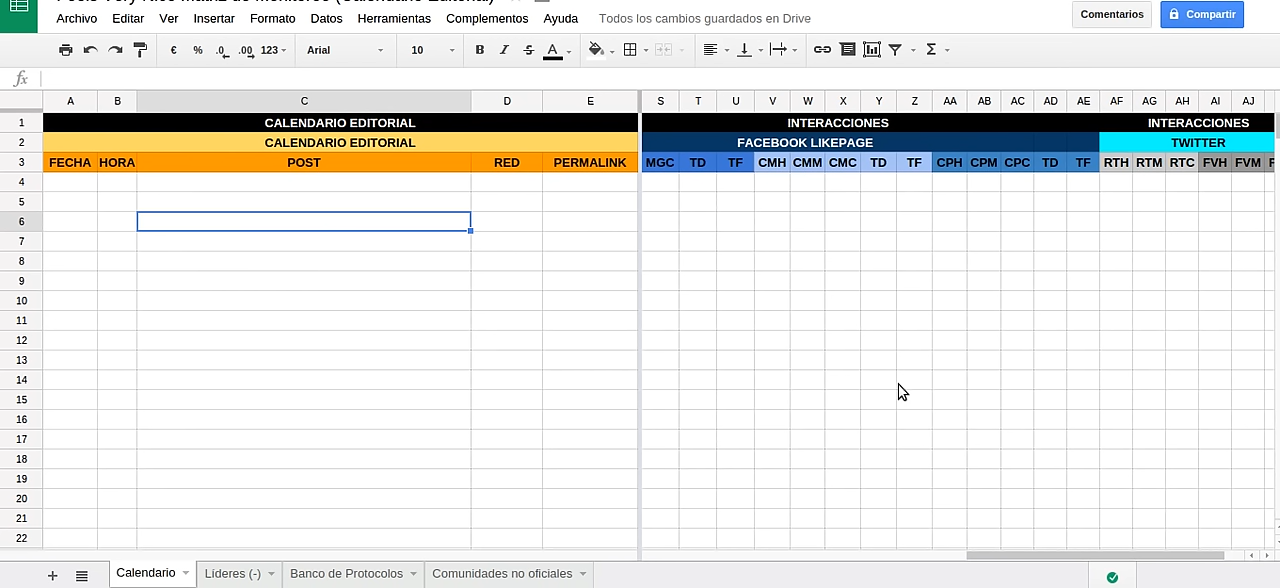 Archivo Editar Ver Insertar Formato Datos Herramientas Complementos Ayuda Todos los cambios guardados en Drive Comentarios Compartir
€ % .0 .00 123 Arial 10 B I S A Σ
fx
A B C D E S T U V W X Y Z AA AB AC AD AE AF AG AH AI AJ
1 CALENDARIO EDITORIAL INTERACCIONES INTERACCIONES
2 CALENDARIO EDITORIAL FACEBOOK LIKEPAGE TWITTER
3 FECHA HORA POST RED PERMALINK MGC TD TF CMH CMM CMC TD TF CPH CPM CPC TD TF RTH RTM RTC FVH FVM
4
5
6
7
8
9
10
11
12
13
14
15
16
17
18
19
20
21
22
Calendario Líderes (-) Banco de Protocolos Comunidades no oficiales